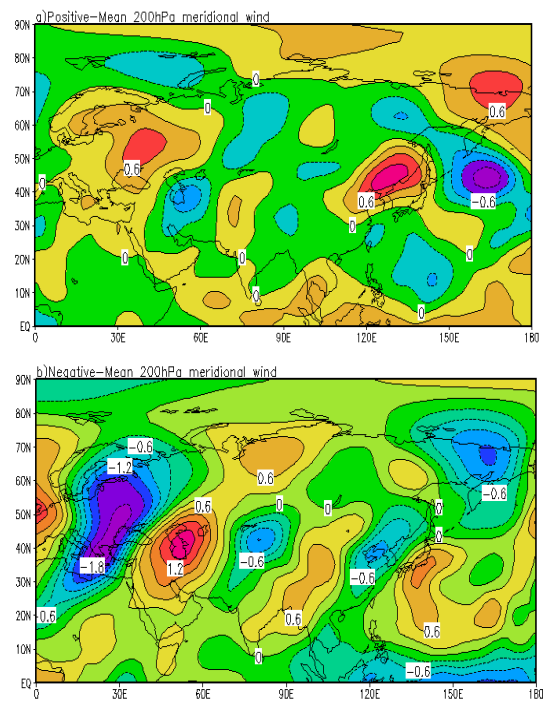 a)Positive-Mean 200hPa meridional wind
90N
80N
70N
60N
50N
40N
30N
20N
10N
EQ
0 30E 60E 90E 120E 150E 180
0
0
0.6
0.6
0
0.6
-0.6
0
0
0
0
0
0
b)Negative-Mean 200hPa meridional wind
90N
80N
70N
60N
50N
40N
30N
20N
10N
EQ
0 30E 60E 90E 120E 150E 180
-0.6
-1.2
0.6
-0.6
0.6
0
0
0
0
-1.8
1.2
-0.6
-0.6
0.6
0.6
0
-0.6